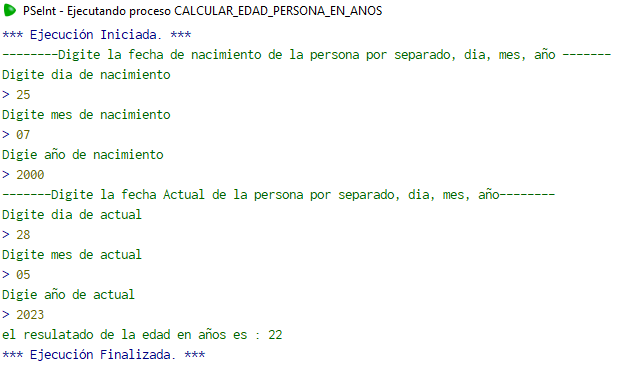 PSeInt - Ejecutando proceso CALCULAR_EDAD_PERSONA_EN_ANOS
*** Ejecución Iniciada. ***
--------Digite la fecha de nacimiento de la persona por separado, dia, mes, año -------
Digite dia de nacimiento
> 25
Digite mes de nacimiento
> 07
Digie año de nacimiento
> 2000
-------Digite la fecha Actual de la persona por separado, dia, mes, año--------
Digite dia de actual
> 28
Digite mes de actual
> 05
Digie año de actual
> 2023
el resulatado de la edad en años es : 22
*** Ejecución Finalizada. ***